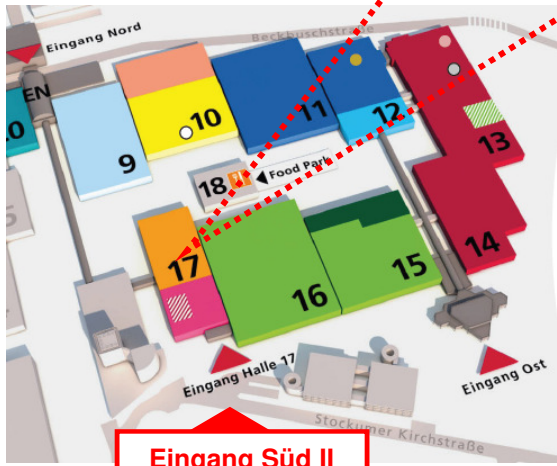 Eingang Nord
Beckbuschstraße
EN
9
10
11
12
13
18
Food Park
17
16
15
14
Eingang Halle 17
Eingang Ost
Stockumer Kirchstraße
Eingang Süd II